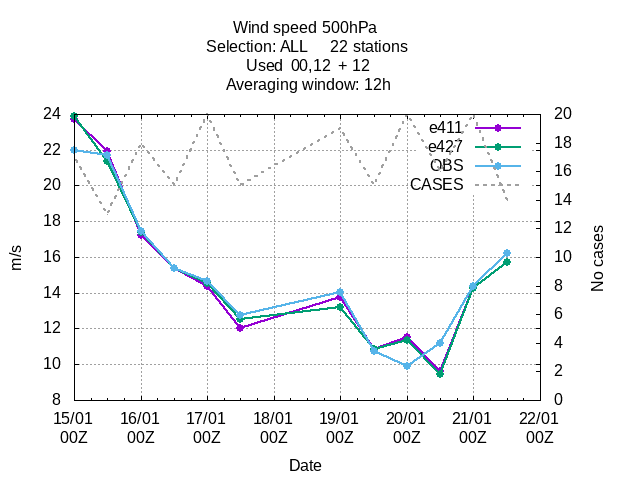 Wind speed 500hPa
Selection: ALL     22 stations
Used  00,12  + 12
Averaging window: 12h
24
22
20
18
16
14
12
10
8
m/s
e411
e427
OBS
CASES
20
18
16
14
12
10
8
6
4
2
0
No cases
15/01 16/01 17/01 18/01 19/01 20/01 21/01 22/01
00Z 00Z 00Z 00Z 00Z 00Z 00Z 00Z
Date